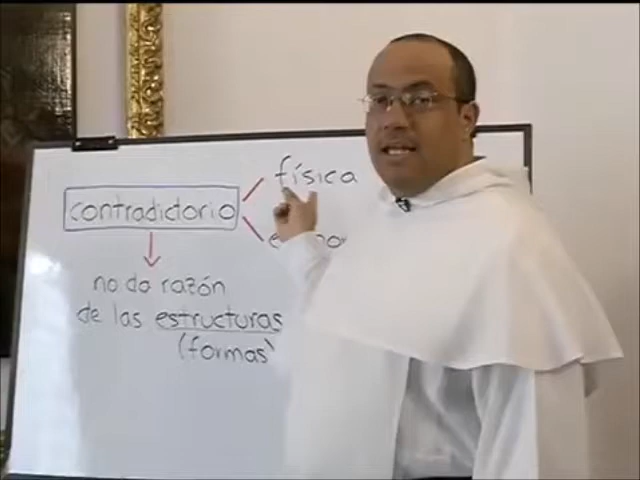 física
contradictorio
no da razón
de las estructuras
(formas)